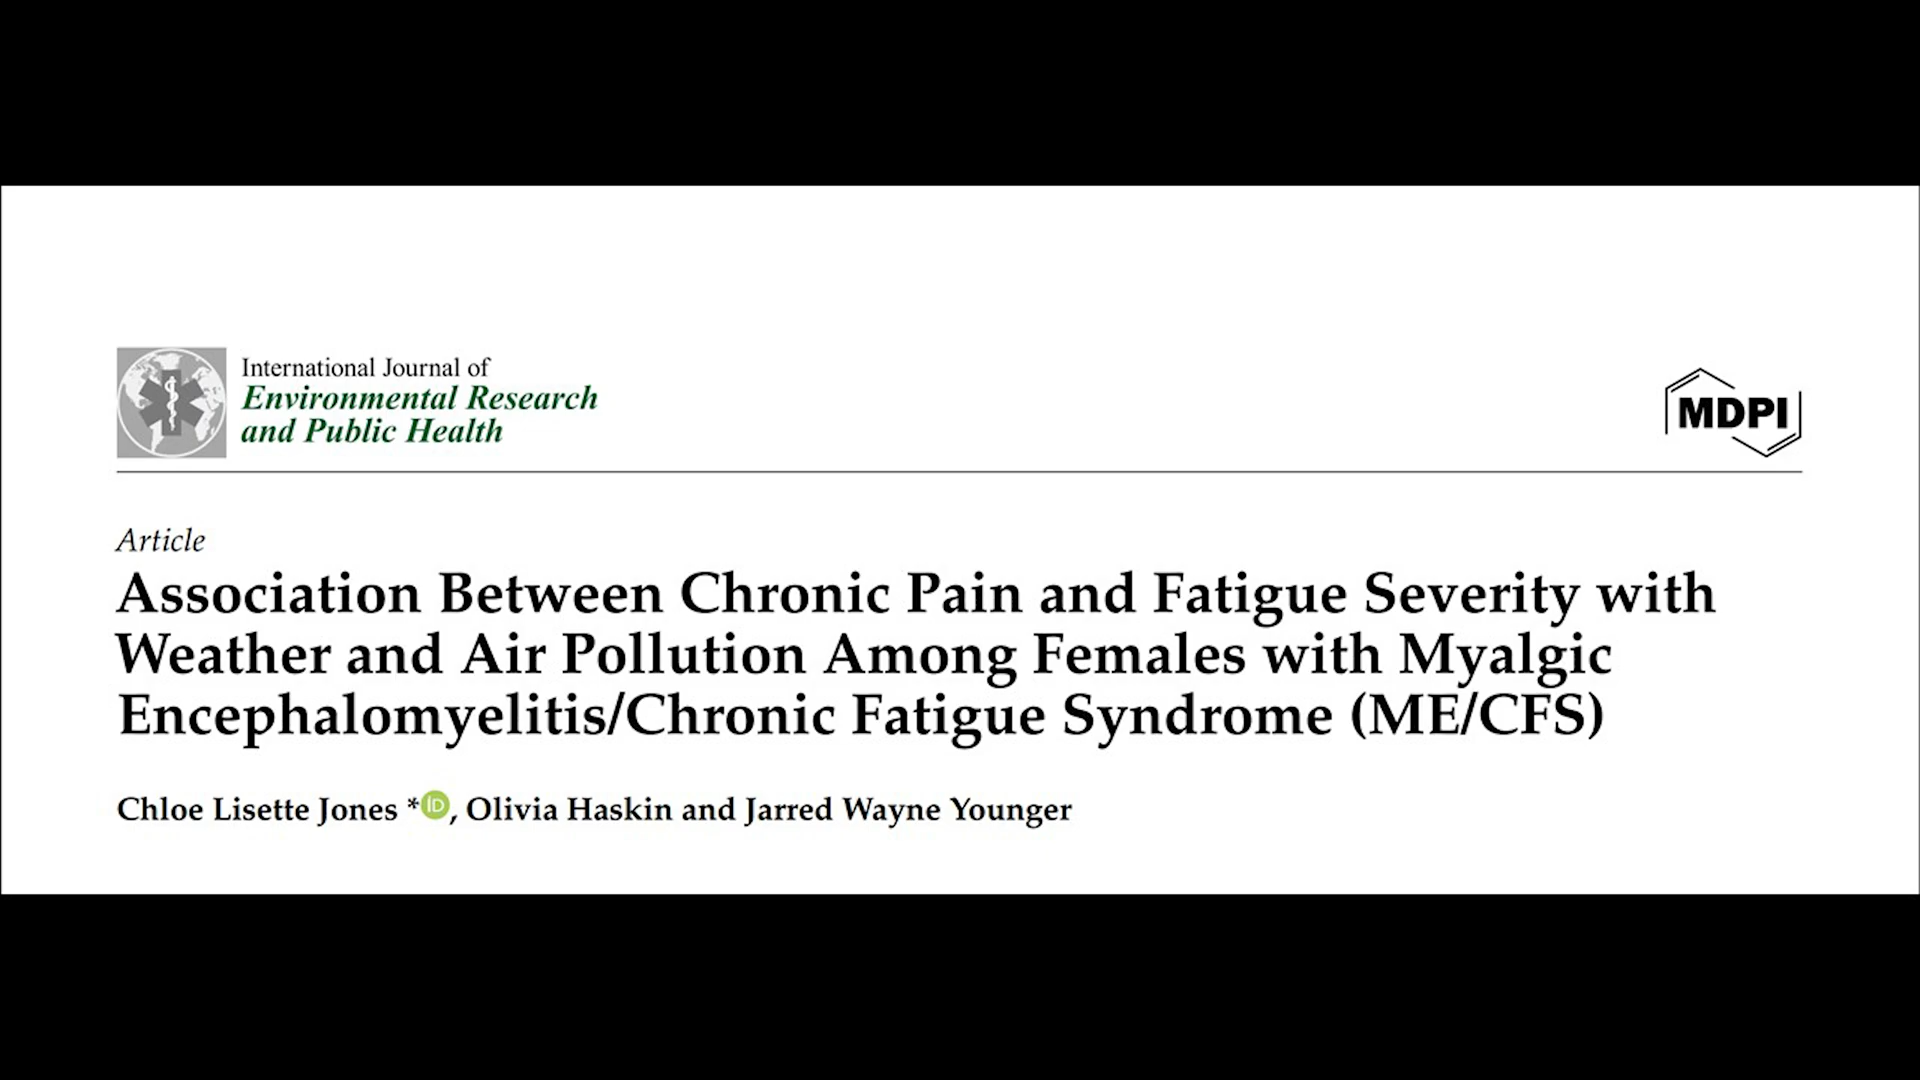 International Journal of
Environmental Research
and Public Health
MDPI
Article
Association Between Chronic Pain and Fatigue Severity with
Weather and Air Pollution Among Females with Myalgic
Encephalomyelitis/Chronic Fatigue Syndrome (ME/CFS)
Chloe Lisette Jones * iD, Olivia Haskin and Jarred Wayne Younger